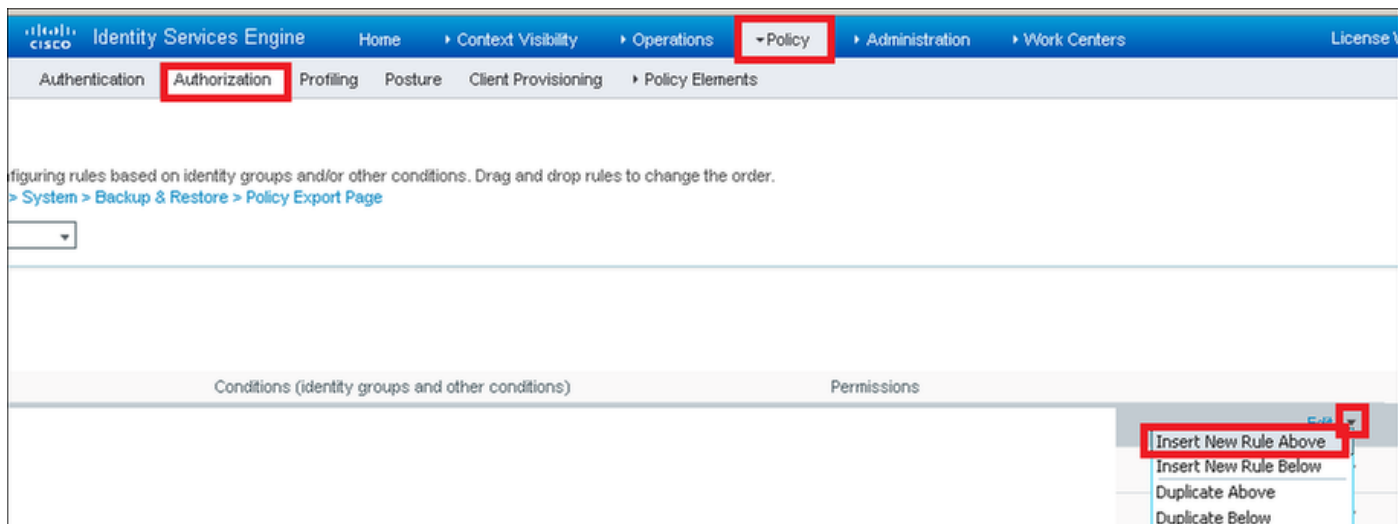 cisco Identity Services Engine Home Context Visibility Operations Policy Administration Work Centers License
Authentication Authorization Profiling Posture Client Provisioning Policy Elements
figuring rules based on identity groups and/or other conditions. Drag and drop rules to change the order.
> System > Backup & Restore > Policy Export Page
Conditions (identity groups and other conditions) Permissions
Edit
Insert New Rule Above
Insert New Rule Below
Duplicate Above
Duplicate Below